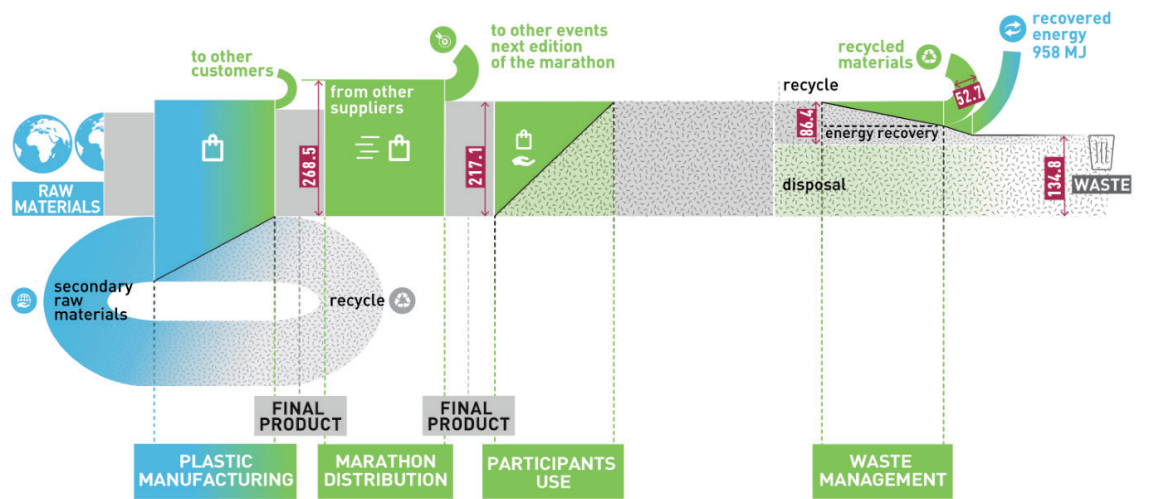 to other
customers
to other events
next edition
of the marathon
recycled
materials
recovered
energy
958 MJ
from other
suppliers
recycle
52.7
86.4
energy recovery
268.5
217.1
disposal
134.8
RAW
MATERIALS
WASTE
secondary
raw
materials
recycle
FINAL
PRODUCT
FINAL
PRODUCT
PLASTIC
MANUFACTURING
MARATHON
DISTRIBUTION
PARTICIPANTS
USE
WASTE
MANAGEMENT